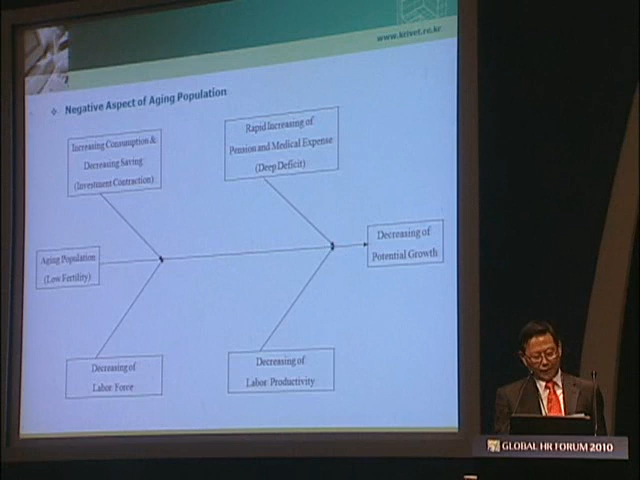 www.krivet.re.kr
❖ Negative Aspect of Aging Population
Increasing Consumption &
Decreasing Saving
(Investment Contraction)
Rapid Increasing of
Pension and Medical Expense
(Deep Deficit)
Aging Population
(Low Fertility)
Decreasing of
Potential Growth
Decreasing of
Labor Force
Decreasing of
Labor Productivity
GLOBAL HR FORUM 2010